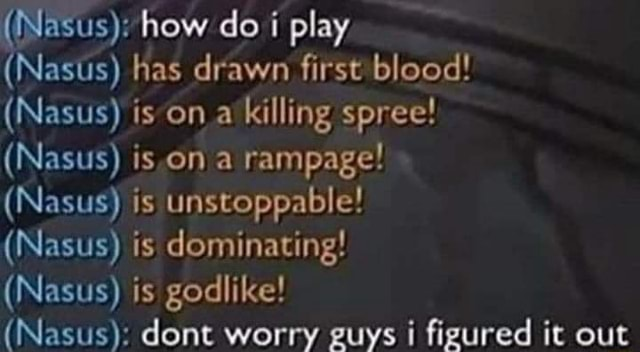 (Nasus): how do i play
(Nasus) has drawn first blood!
(Nasus) is on a killing spree!
(Nasus) is on a rampage!
(Nasus) is unstoppable!
(Nasus) is dominating!
(Nasus) is godlike!
(Nasus): dont worry guys i figured it out